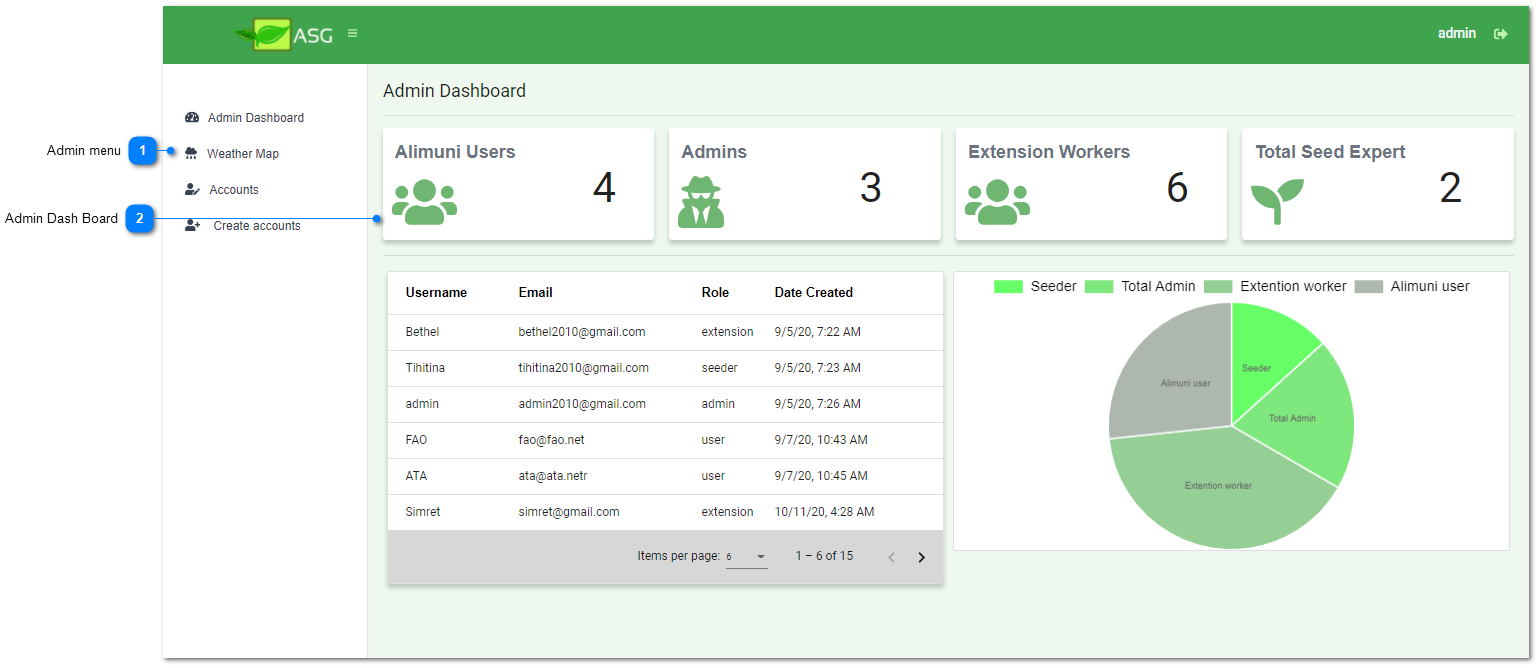 ASG
admin
Admin menu
1
Admin Dash Board
2
Admin Dashboard
Weather Map
Accounts
Create accounts
Admin Dashboard
Alimuni Users
4
Admins
3
Extension Workers
6
Total Seed Expert
2
Username Email Role Date Created
Bethel bethel2010@gmail.com extension 9/5/20, 7:22 AM
Tihitina tihitina2010@gmail.com seeder 9/5/20, 7:23 AM
admin admin2010@gmail.com admin 9/5/20, 7:26 AM
FAO fao@fao.net user 9/7/20, 10:43 AM
ATA ata@ata.netr user 9/7/20, 10:45 AM
Simret simret@gmail.com extension 10/11/20, 4:28 AM
Items per page: 6 1 – 6 of 15
Seeder Total Admin Extention worker Alimuni user
Seeder
Alimuni user
Total Admin
Extention worker